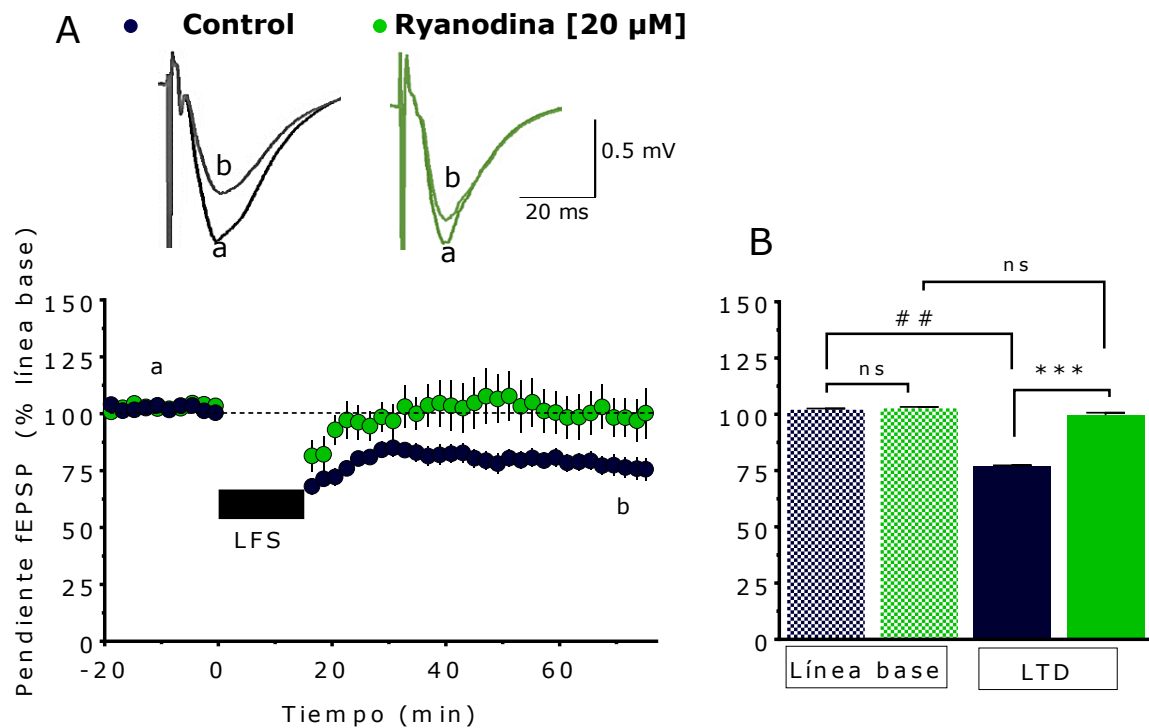 A Control Ryanodina [20 µM]
b
a
b
a
0.5 mV
20 ms
Pendiente fEPSP (% línea base)
150
125
100
75
50
25
0
a
b
LFS
-20 0 20 40 60
Tiempo (min)
B
150
125
100
75
50
25
0
ns
##
ns
***
Línea base
LTD